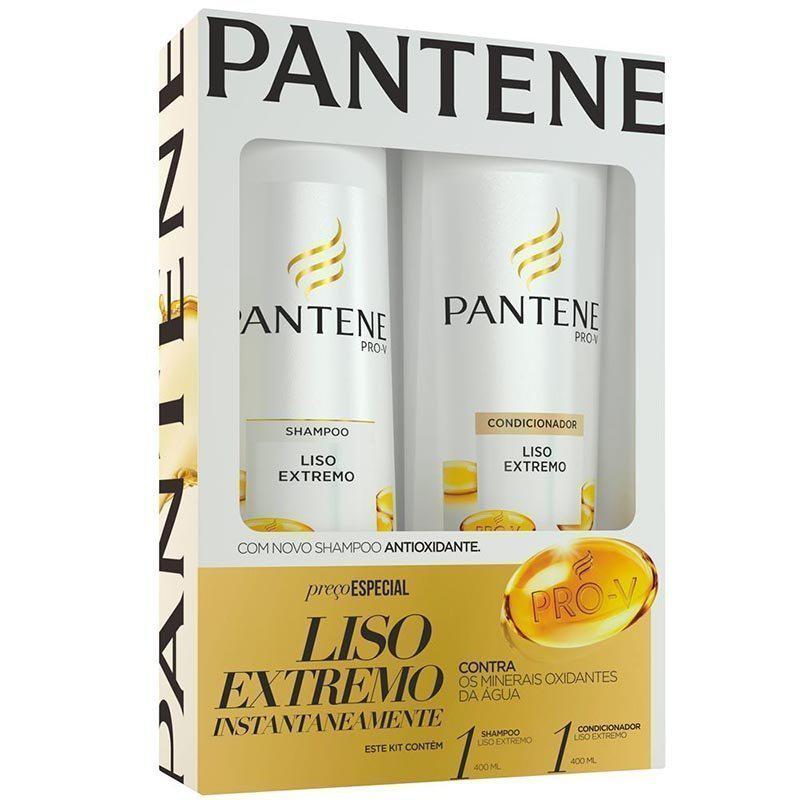 PANTENE
PANTENE
PANTENE
PRO-V
SHAMPOO
LISO
EXTREMO
PANTENE
PRO-V
CONDICIONADOR
LISO
EXTREMO
PRO-V
COM NOVO SHAMPOO ANTIOXIDANTE.
preçoESPECIAL
PRO-V
LISO
EXTREMO
INSTANTANEAMENTE
CONTRA
OS MINERAIS OXIDANTES
DA ÁGUA
ESTE KIT CONTÉM
1 SHAMPOO
LISO EXTREMO
400 ML
1 CONDICIONADOR
LISO EXTREMO
400 ML